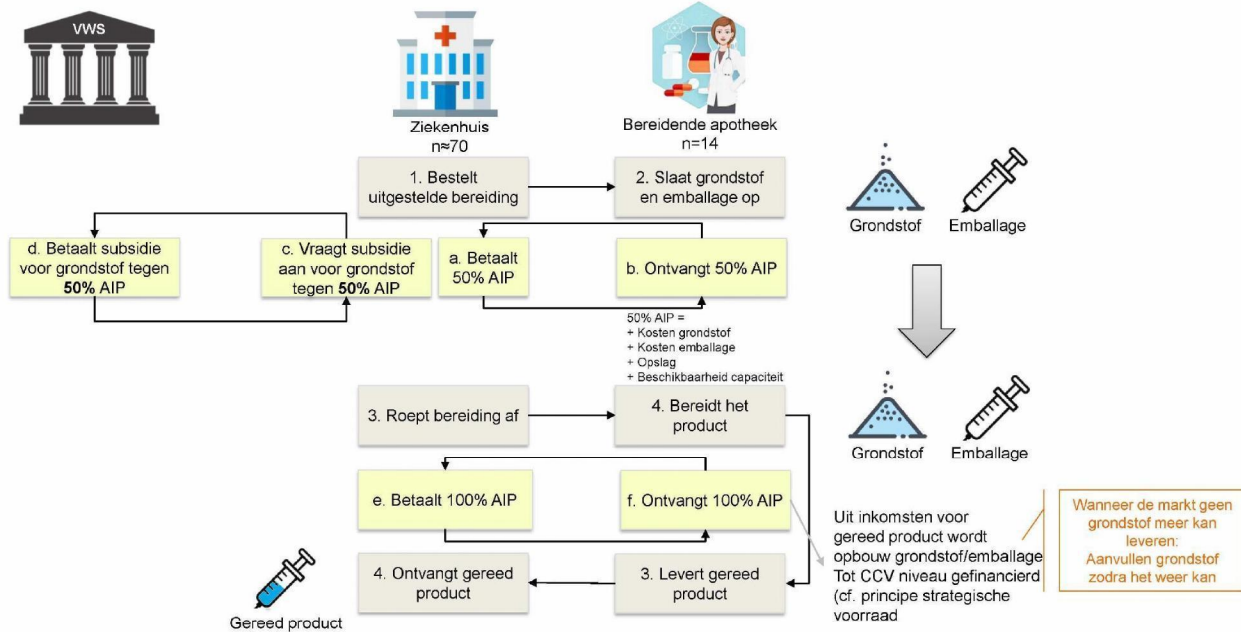 VWS
Ziekenhuis
n≈70
Bereidende apotheek
n=14
1. Bestelt
uitgestelde bereiding
2. Slaat grondstof
en emballage op
Grondstof
Emballage
d. Betaalt subsidie
voor grondstof tegen
50% AIP
c. Vraagt subsidie
aan voor grondstof
tegen 50% AIP
a. Betaalt
50% AIP
b. Ontvangt 50% AIP
50% AIP =
+ Kosten grondstof
+ Kosten emballage
+ Opslag
+ Beschikbaarheid capaciteit
3. Roept bereiding af
4. Bereidt het
product
Grondstof
Emballage
e. Betaalt 100% AIP
f. Ontvangt 100% AIP
Uit inkomsten voor
gereed product wordt
opbouw grondstof/emballage
Tot CCV niveau gefinancierd
(cf. principe strategische
voorraad
Wanneer de markt geen
grondstof meer kan
leveren:
Aanvullen grondstof
zodra het weer kan
4. Ontvangt gereed
product
3. Levert gereed
product
Gereed product